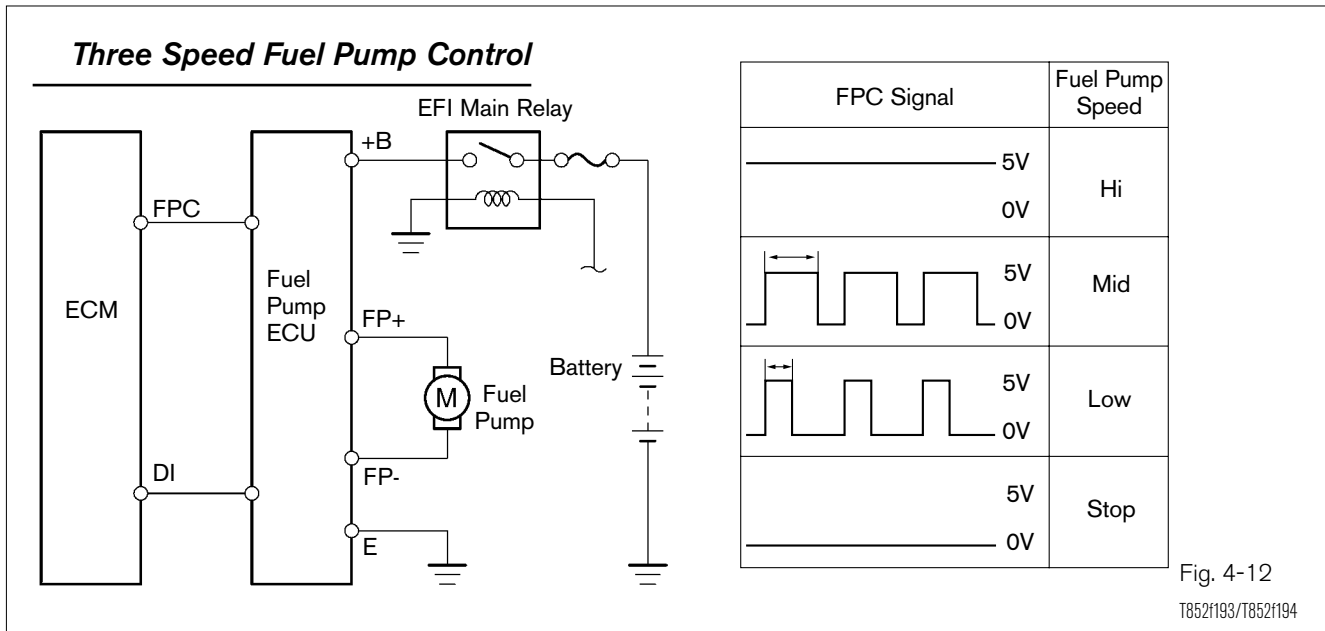 Three Speed Fuel Pump Control
EFI Main Relay
+B
FPC
ECM
Fuel
Pump
ECU
FP+
M
Fuel
Pump
Battery
DI
FP-
E
FPC Signal
Fuel Pump
Speed
5V
0V
Hi
5V
0V
Mid
5V
0V
Low
5V
0V
Stop
Fig. 4-12
T852f193/T852f194